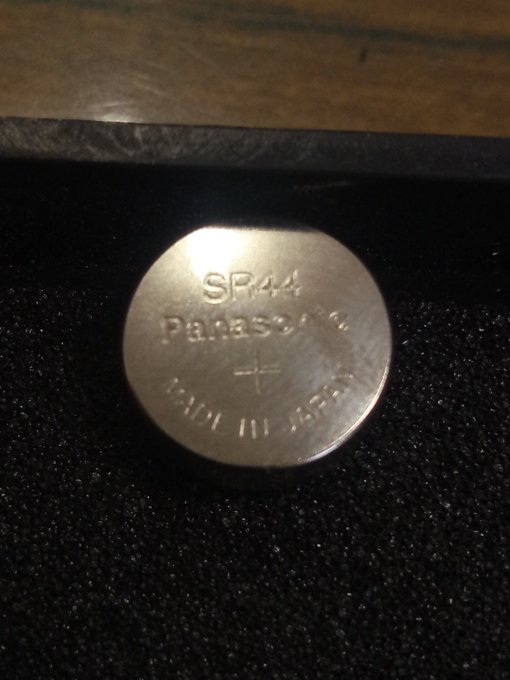 SR44
Panasonic
+
MADE IN JAPAN